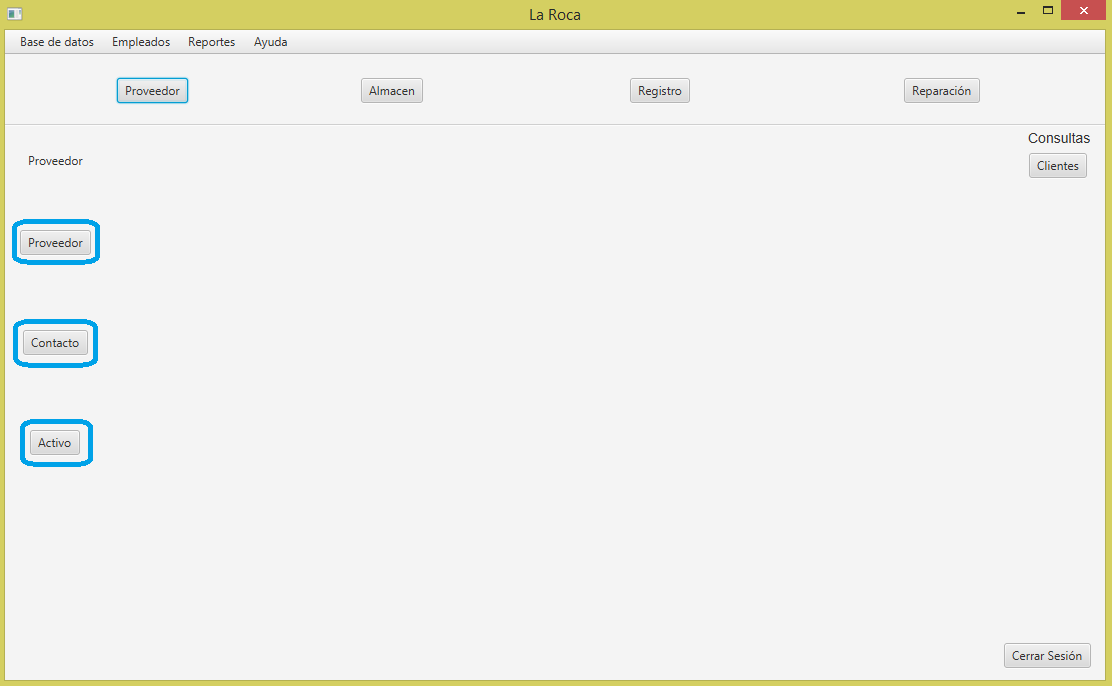 La Roca
Base de datos Empleados Reportes Ayuda
Proveedor Almacen Registro Reparación
Consultas
Proveedor
Clientes
Proveedor
Contacto
Activo
Cerrar Sesión